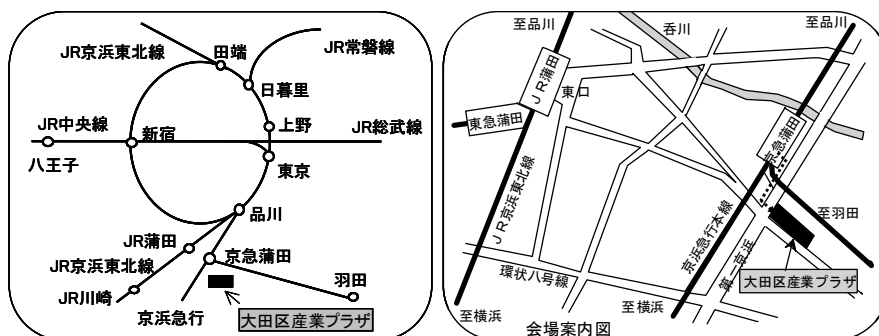 JR京浜東北線
田端
JR常磐線
日暮里
上野
JR中央線
新宿
JR総武線
八王子
東京
品川
JR蒲田
京急蒲田
JR京浜東北線
羽田
JR川崎
京浜急行
大田区産業プラザ
至品川
呑川
至品川
JR蒲田
東口
東急蒲田
京急蒲田
JR京浜東北線
至羽田
京浜急行本線
第一京浜
環状八号線
大田区産業プラザ
至横浜
至横浜
会場案内図